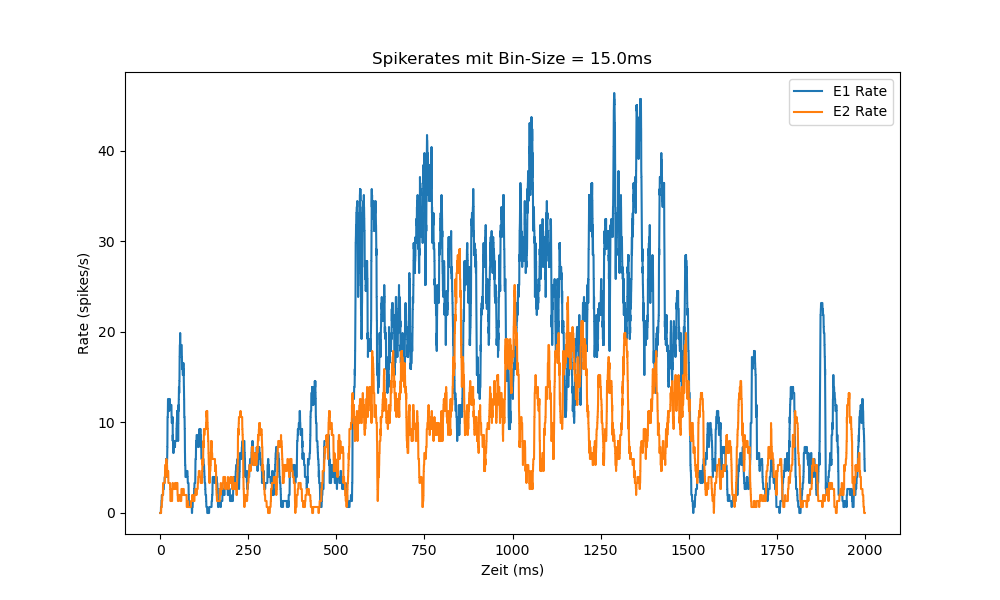 Spikerates mit Bin-Size = 15.0ms
E1 Rate
E2 Rate
Rate (spikes/s)
40
30
20
10
0
0 250 500 750 1000 1250 1500 1750 2000
Zeit (ms)